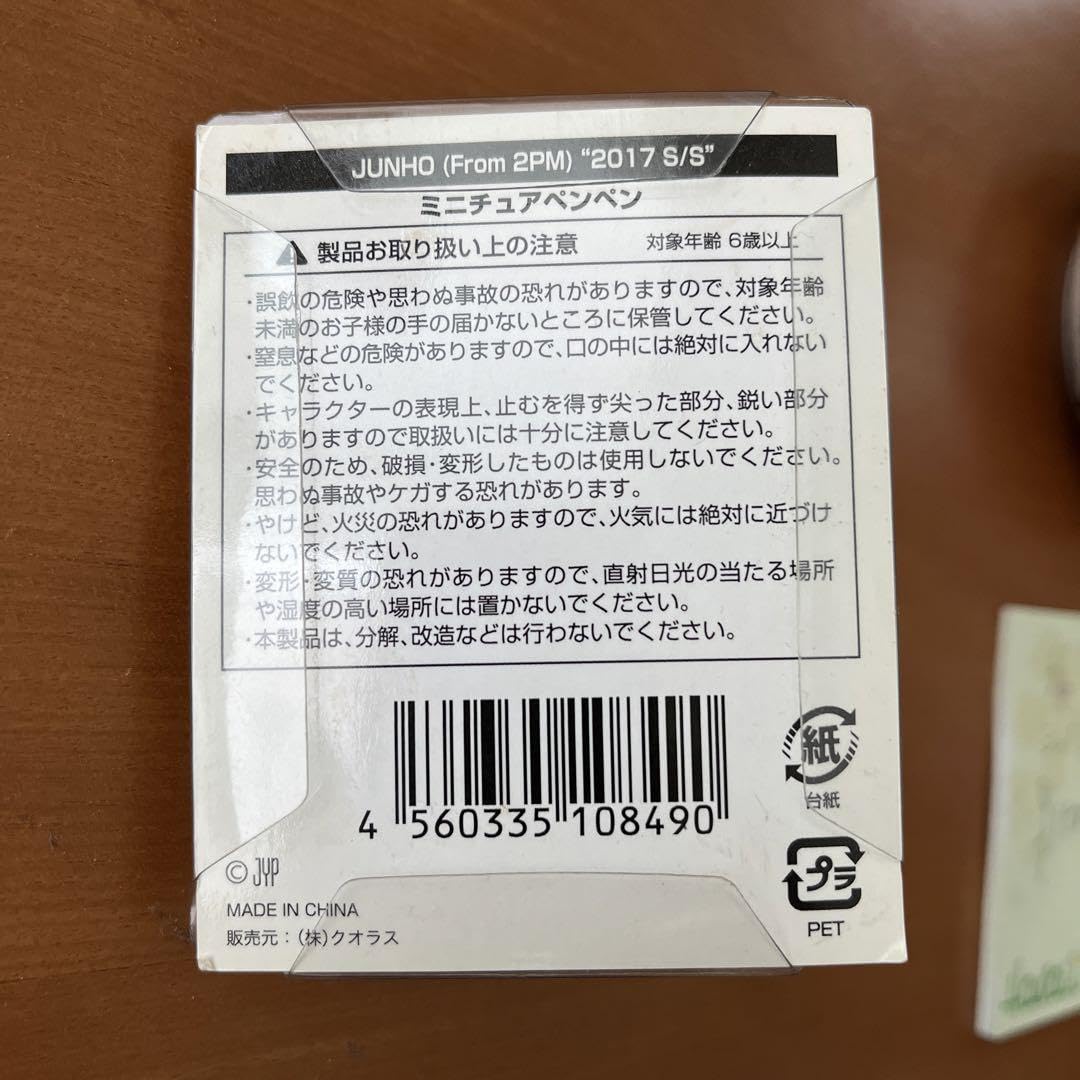 JUNHO (From 2PM) “2017 S/S”
ミニチュアペンペン
製品お取り扱い上の注意 対象年齢 6歳以上
・誤飲の危険や思わぬ事故の恐れがありますので、対象年齢
未満のお子様の手の届かないところに保管してください。
・窒息などの危険がありますので、口の中には絶対に入れない
でください。
・キャラクターの表現上、止むを得ず尖った部分、鋭い部分
がありますので取扱いには十分に注意してください。
・安全のため、破損・変形したものは使用しないでください。
思わぬ事故やケガする恐れがあります。
・やけど、火災の恐れがありますので、火気には絶対に近づけ
ないでください。
・変形・変質の恐れがありますので、直射日光の当たる場所
や湿度の高い場所には置かないでください。
・本製品は、分解、改造などは行わないでください。
4 560335 108490
紙
台紙
プラ
PET
© JYP
MADE IN CHINA
販売元：(株)クオラス